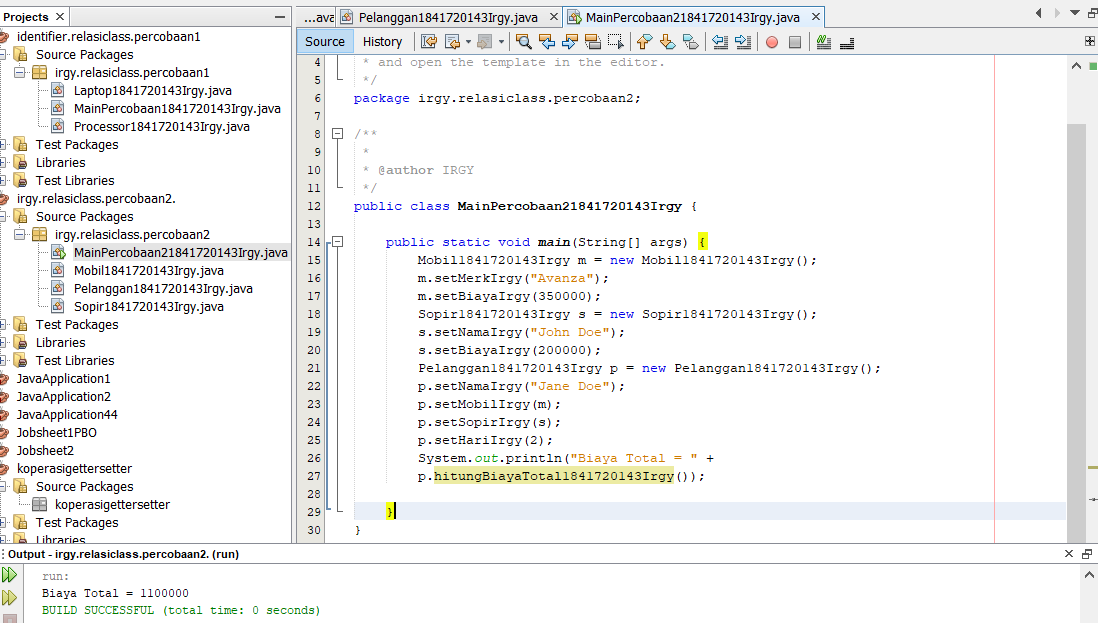 Projects
identifier.relasiclass.percobaan1
Source Packages
irgy.relasiclass.percobaan1
Laptop1841720143Irgy.java
MainPercobaan1841720143Irgy.java
Processor1841720143Irgy.java
Test Packages
Libraries
Test Libraries
irgy.relasiclass.percobaan2.
Source Packages
irgy.relasiclass.percobaan2
MainPercobaan21841720143Irgy.java
Mobil1841720143Irgy.java
Pelanggan1841720143Irgy.java
Sopir1841720143Irgy.java
Test Packages
Libraries
Test Libraries
JavaApplication1
JavaApplication2
JavaApplication44
Jobsheet1PBO
Jobsheet2
koperasigettersetter
Source Packages
koperasigettersetter
Test Packages
Libraries
...ava Pelanggan1841720143Irgy.java MainPercobaan21841720143Irgy.java
Source History
4 * and open the template in the editor.
5 */
6 package irgy.relasiclass.percobaan2;
7
8 /**
9 *
10 * @author IRGY
11 */
12 public class MainPercobaan21841720143Irgy {
13
14 public static void main(String[] args) {
15 Mobil1841720143Irgy m = new Mobil1841720143Irgy();
16 m.setMerkIrgy("Avanza");
17 m.setBiayaIrgy(350000);
18 Sopir1841720143Irgy s = new Sopir1841720143Irgy();
19 s.setNamaIrgy("John Doe");
20 s.setBiayaIrgy(200000);
21 Pelanggan1841720143Irgy p = new Pelanggan1841720143Irgy();
22 p.setNamaIrgy("Jane Doe");
23 p.setMobilIrgy(m);
24 p.setSopirIrgy(s);
25 p.setHariIrgy(2);
26 System.out.println("Biaya Total = " +
27 p.hitungBiayaTotal1841720143Irgy());
28
29 }
30 }
Output - irgy.relasiclass.percobaan2. (run)
run:
Biaya Total = 1100000
BUILD SUCCESSFUL (total time: 0 seconds)